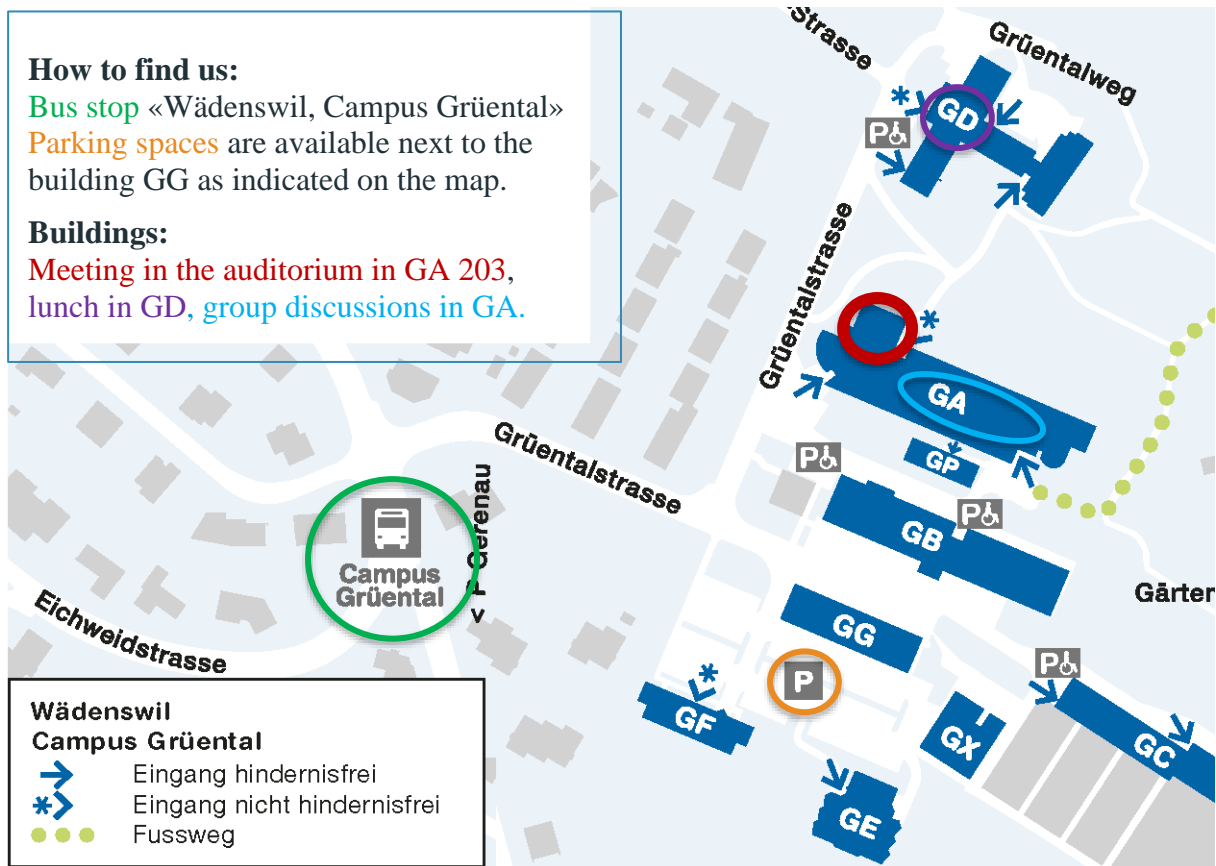 How to find us:
Bus stop «Wädenswil, Campus Grüental»
Parking spaces are available next to the
building GG as indicated on the map.
Buildings:
Meeting in the auditorium in GA 203,
lunch in GD, group discussions in GA.
Strasse
Grüentalweg
GD
P
Grüentalstrasse
GA
GP
P
Grüentalstrasse
P
GB
Gärten
Campus
Grüental
< P Gerenau
Eichweidstrasse
GG
P
P
GF
GX
GC
GE
Wädenswil
Campus Grüental
Eingang hindernisfrei
Eingang nicht hindernisfrei
Fussweg